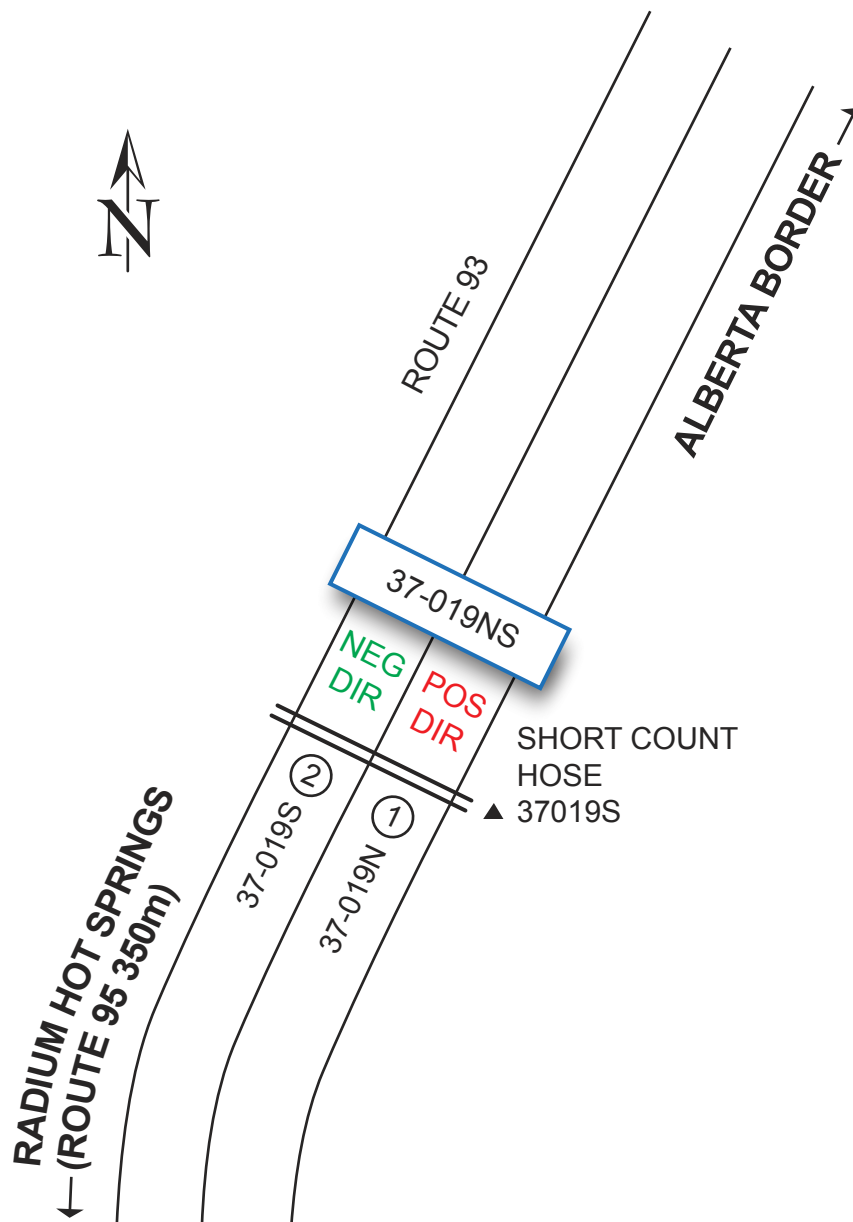 N
ROUTE 93
ALBERTA BORDER
37-019NS
NEG
DIR
POS
DIR
SHORT COUNT
HOSE
37019S
2
1
37-019S
37-019N
RADIUM HOT SPRINGS
(ROUTE 95 350m)